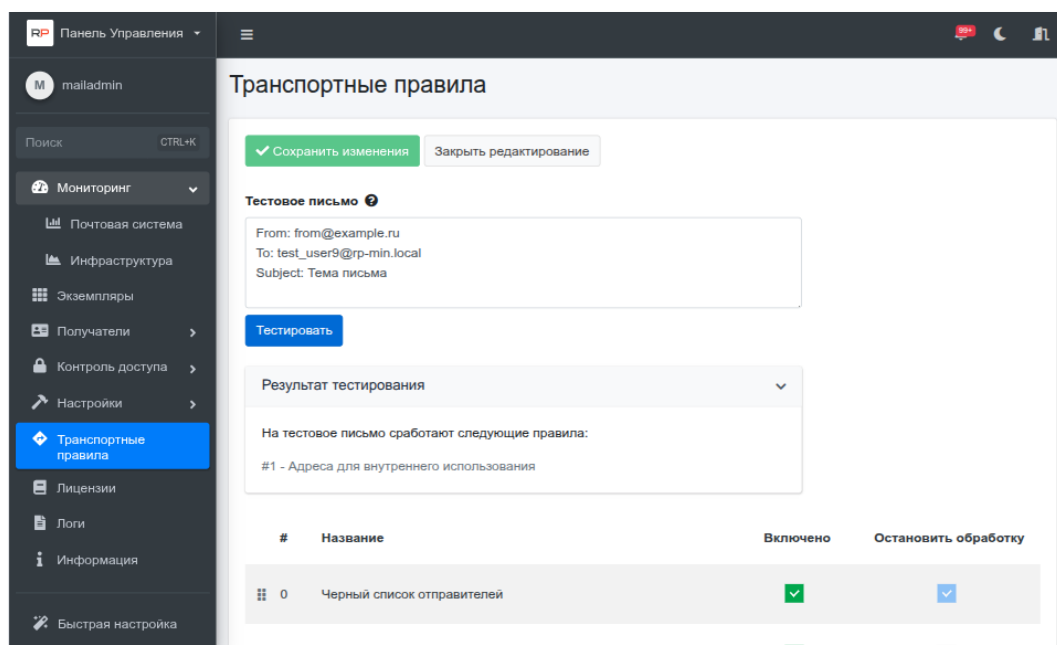 RP Панель Управления
99+
M mailadmin
Транспортные правила
Поиск CTRL+K
Сохранить изменения Закрыть редактирование
Мониторинг
Тестовое письмо
Почтовая система
From: from@example.ru
To: test_user9@rp-min.local
Subject: Тема письма
Инфраструктура
Экземпляры
Получатели
Тестировать
Контроль доступа
Результат тестирования
Настройки
Транспортные
правила
На тестовое письмо сработают следующие правила:
#1 - Адреса для внутреннего использования
Лицензии
Логи
Информация
# Название Включено Остановить обработку
0 Черный список отправителей
Быстрая настройка